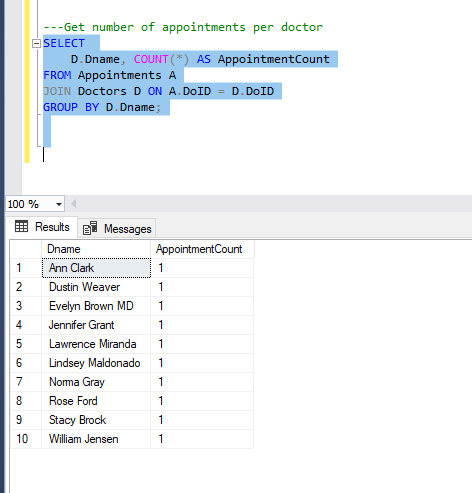 ---Get number of appointments per doctor
SELECT
D.Dname, COUNT(*) AS AppointmentCount
FROM Appointments A
JOIN Doctors D ON A.DoID = D.DoID
GROUP BY D.Dname;
100 %
Results Messages
Dname AppointmentCount
1 Ann Clark 1
2 Dustin Weaver 1
3 Evelyn Brown MD 1
4 Jennifer Grant 1
5 Lawrence Miranda 1
6 Lindsey Maldonado 1
7 Norma Gray 1
8 Rose Ford 1
9 Stacy Brock 1
10 William Jensen 1